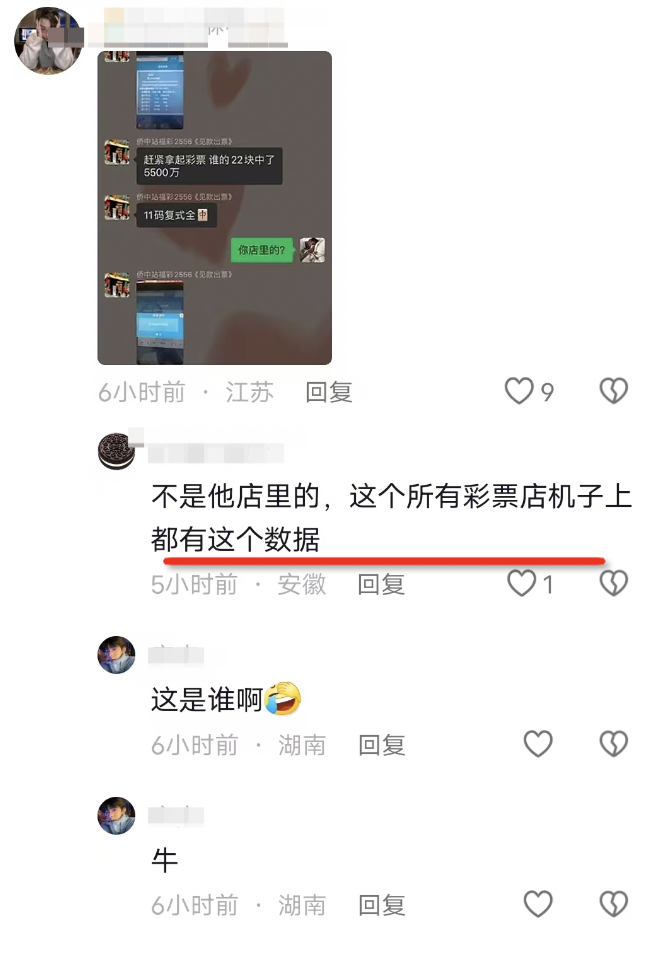 侨中站福彩2556《见款出票》
赶紧拿起彩票 谁的22块中了
5500万
侨中站福彩2556《见款出票》
11码复式全🀄
你店里的?
侨中站福彩2556《见款出票》
6小时前 · 江苏 回复 9
不是他店里的，这个所有彩票店机子上
都有这个数据
5小时前 · 安徽 回复 1
这是谁啊🤣
6小时前 · 湖南 回复
牛
6小时前 · 湖南 回复